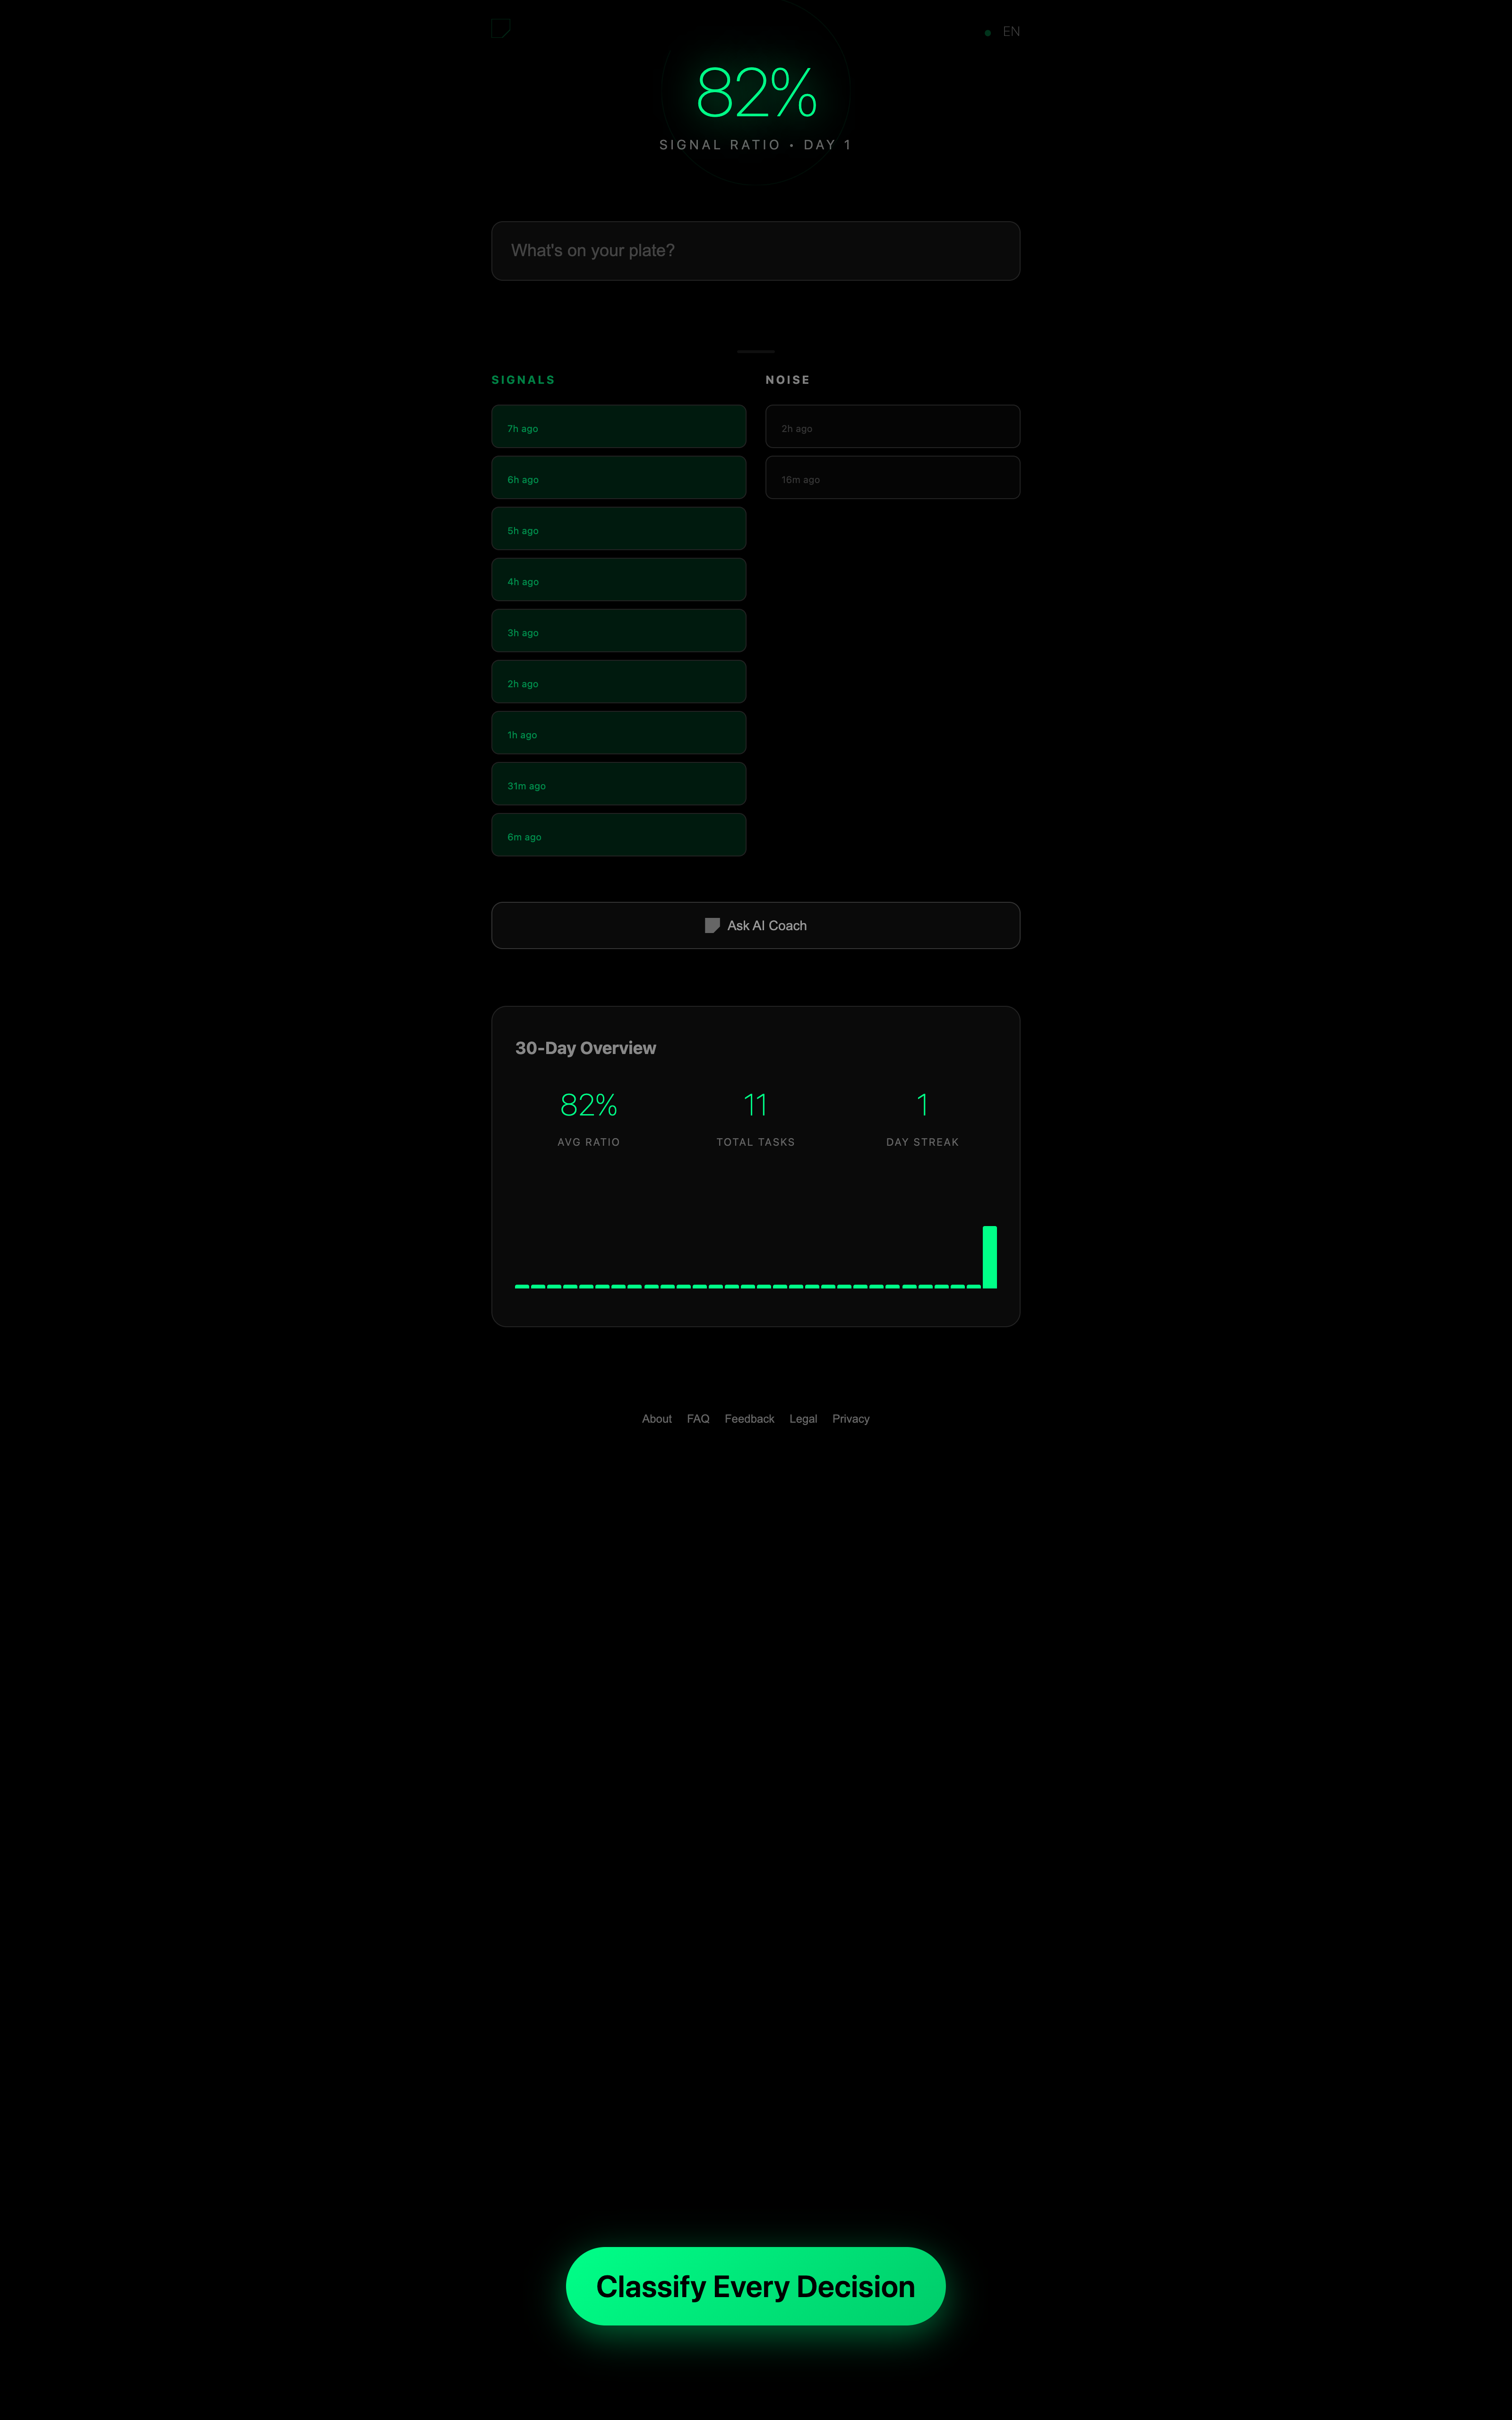 EN
82%
SIGNAL RATIO • DAY 1
What's on your plate?
SIGNALS
7h ago
6h ago
5h ago
4h ago
3h ago
2h ago
1h ago
31m ago
6m ago
NOISE
2h ago
16m ago
Ask AI Coach
30-Day Overview
82%
AVG RATIO
11
TOTAL TASKS
1
DAY STREAK
About FAQ Feedback Legal Privacy
Classify Every Decision